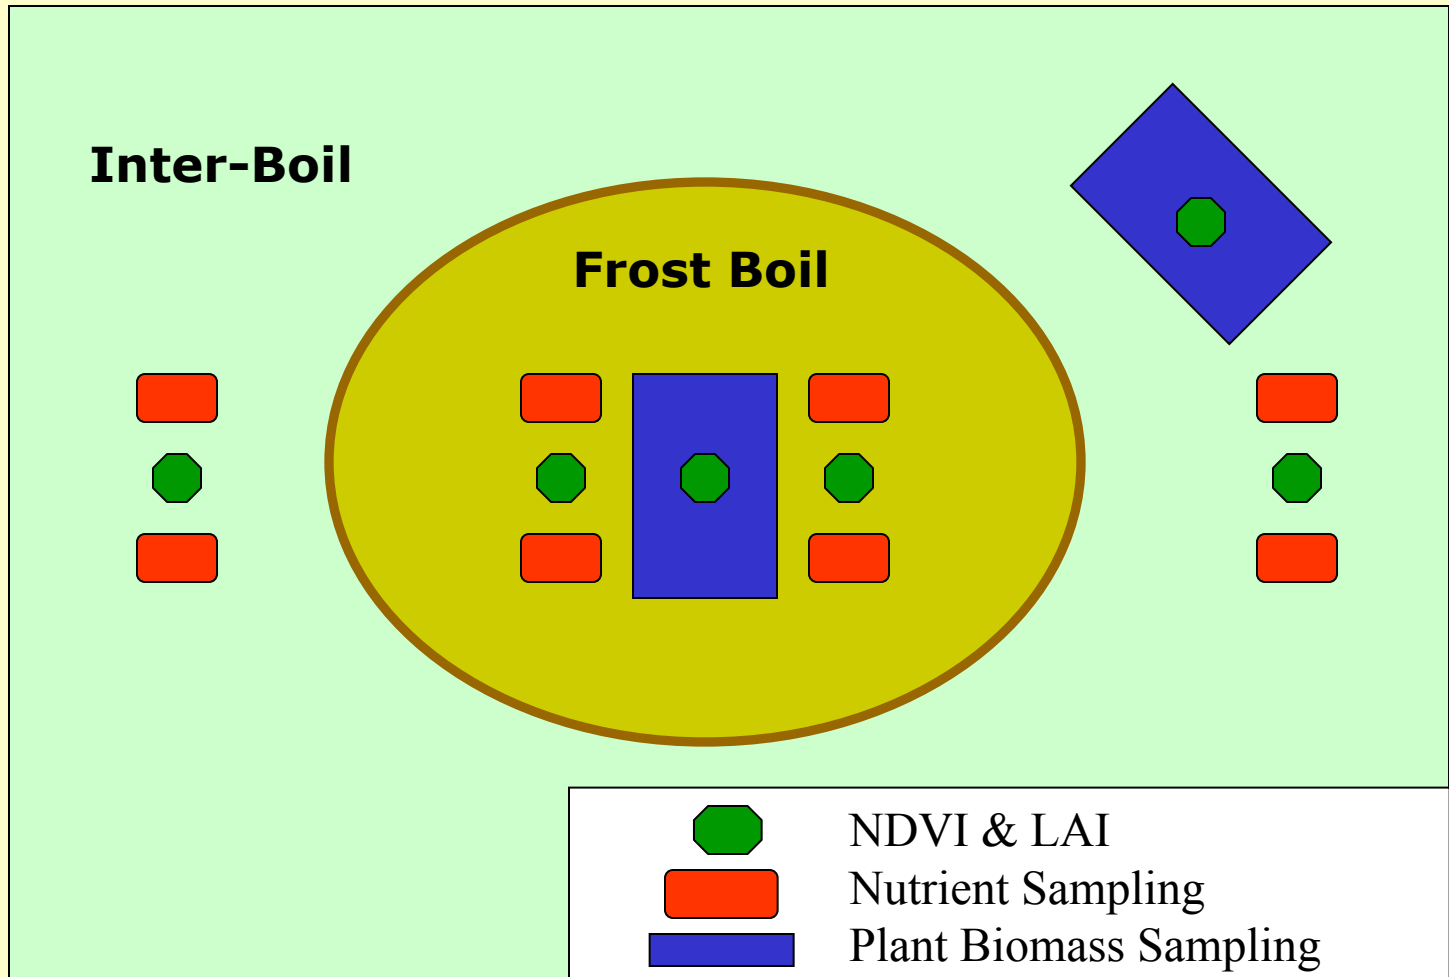 Inter-Boil
Frost Boil
NDVI & LAI
Nutrient Sampling
Plant Biomass Sampling